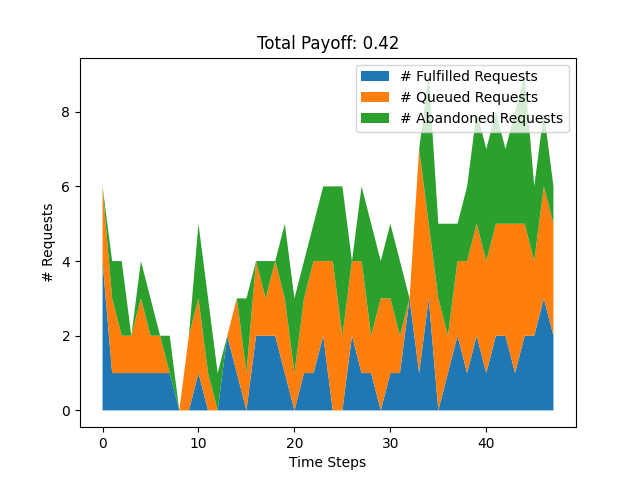 Total Payoff: 0.42
# Fulfilled Requests
# Queued Requests
# Abandoned Requests
# Requests
8
6
4
2
0
0 10 20 30 40
Time Steps